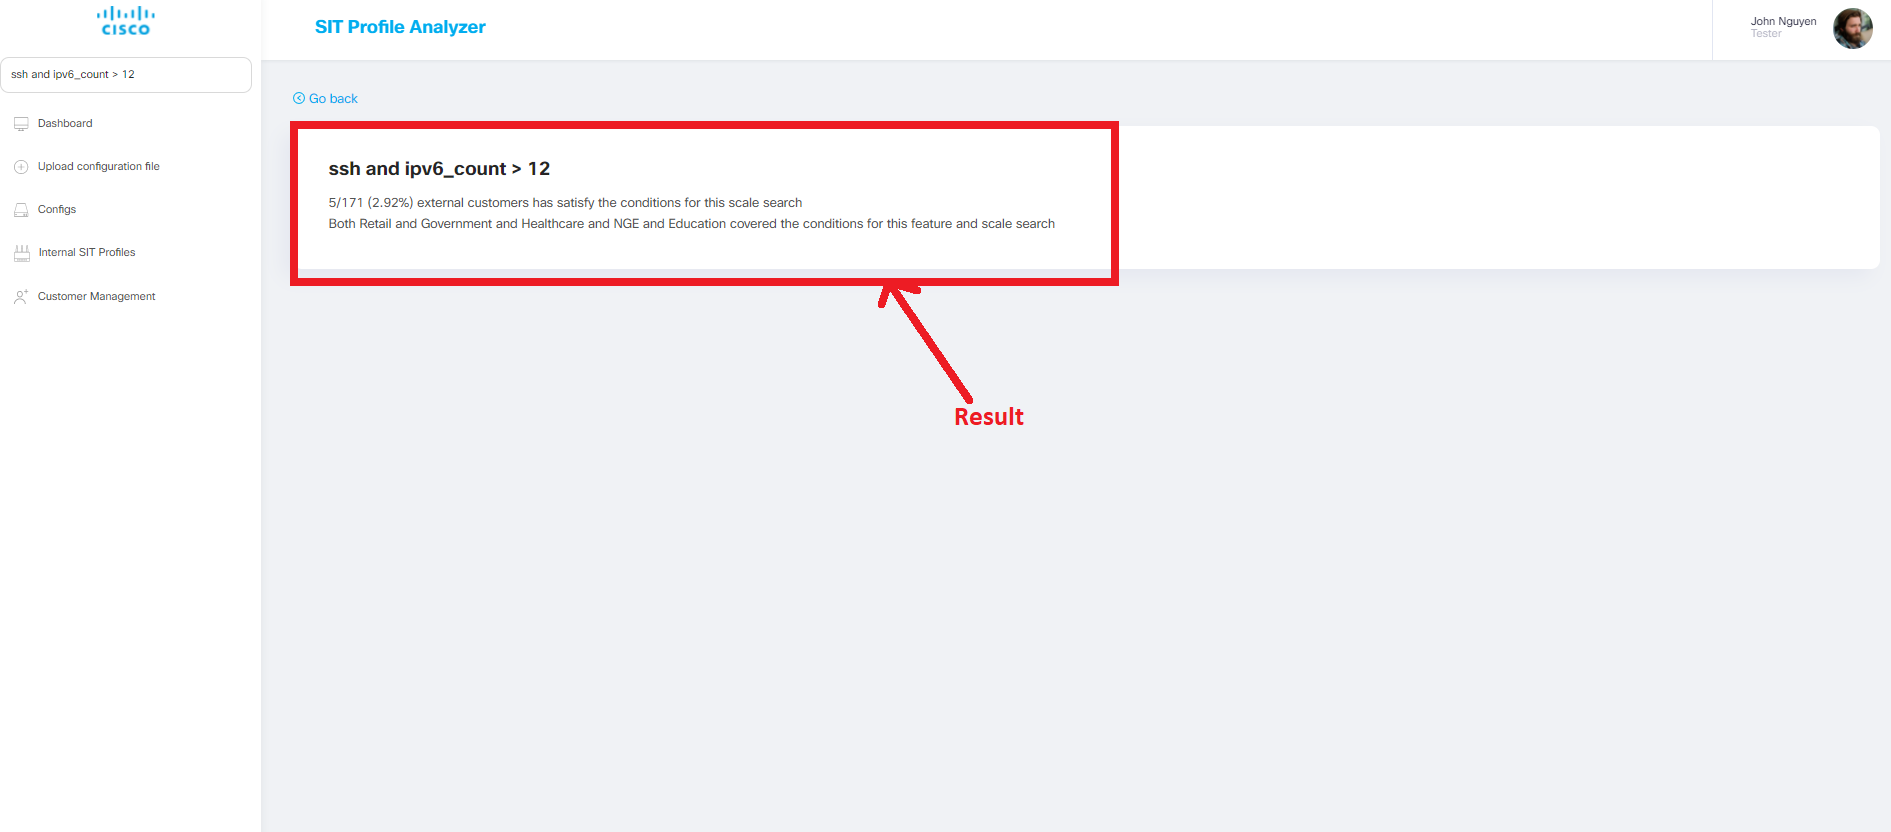 CISCO
SIT Profile Analyzer
John Nguyen
Tester
ssh and ipv6_count > 12
Dashboard
Upload configuration file
Configs
Internal SIT Profiles
Customer Management
Go back
ssh and ipv6_count > 12
5/171 (2.92%) external customers has satisfy the conditions for this scale search
Both Retail and Government and Healthcare and NGE and Education covered the conditions for this feature and scale search
Result